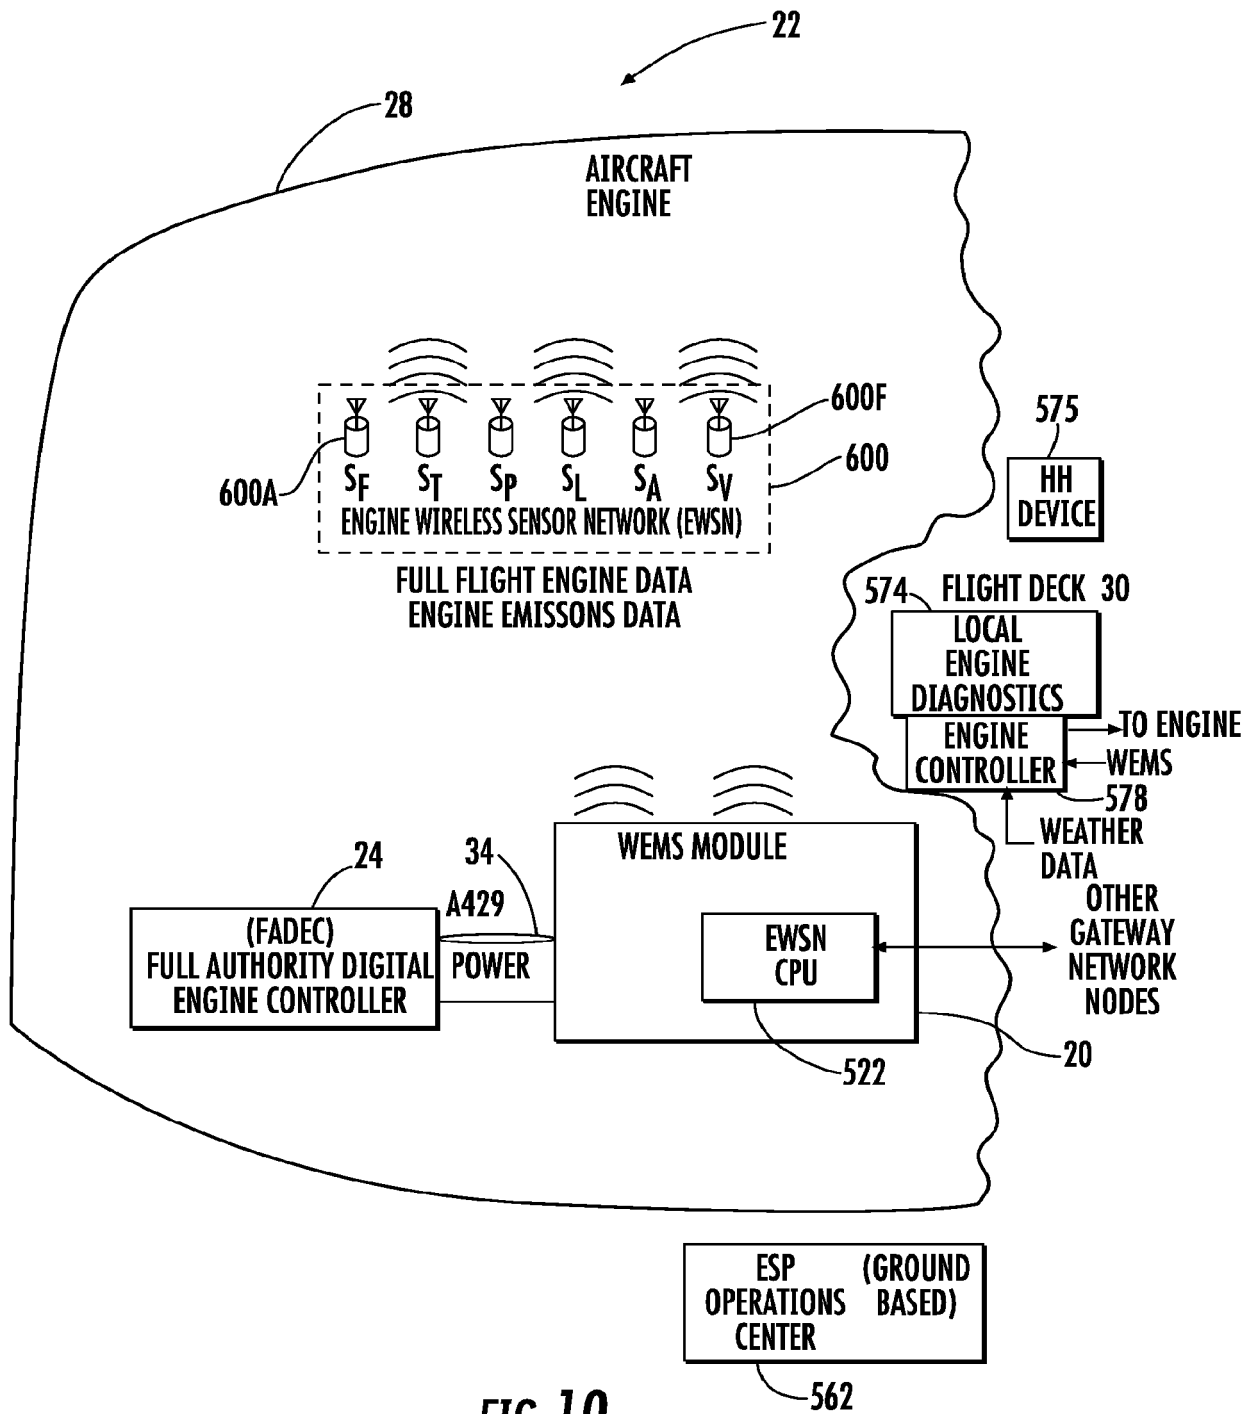 22
28
AIRCRAFT
ENGINE
600F
600
600A
SF ST SP SL SA SV
ENGINE WIRELESS SENSOR NETWORK (EWSN)
FULL FLIGHT ENGINE DATA
ENGINE EMISSONS DATA
575
HH
DEVICE
574
FLIGHT DECK 30
LOCAL
ENGINE
DIAGNOSTICS
ENGINE
CONTROLLER
TO ENGINE
WEMS
578
WEATHER
DATA
WEMS MODULE
24
34
A429
(FADEC)
FULL AUTHORITY DIGITAL
ENGINE CONTROLLER
POWER
EWSN
CPU
OTHER
GATEWAY
NETWORK
NODES
522
20
ESP (GROUND
OPERATIONS BASED)
CENTER
562
FIG. 10